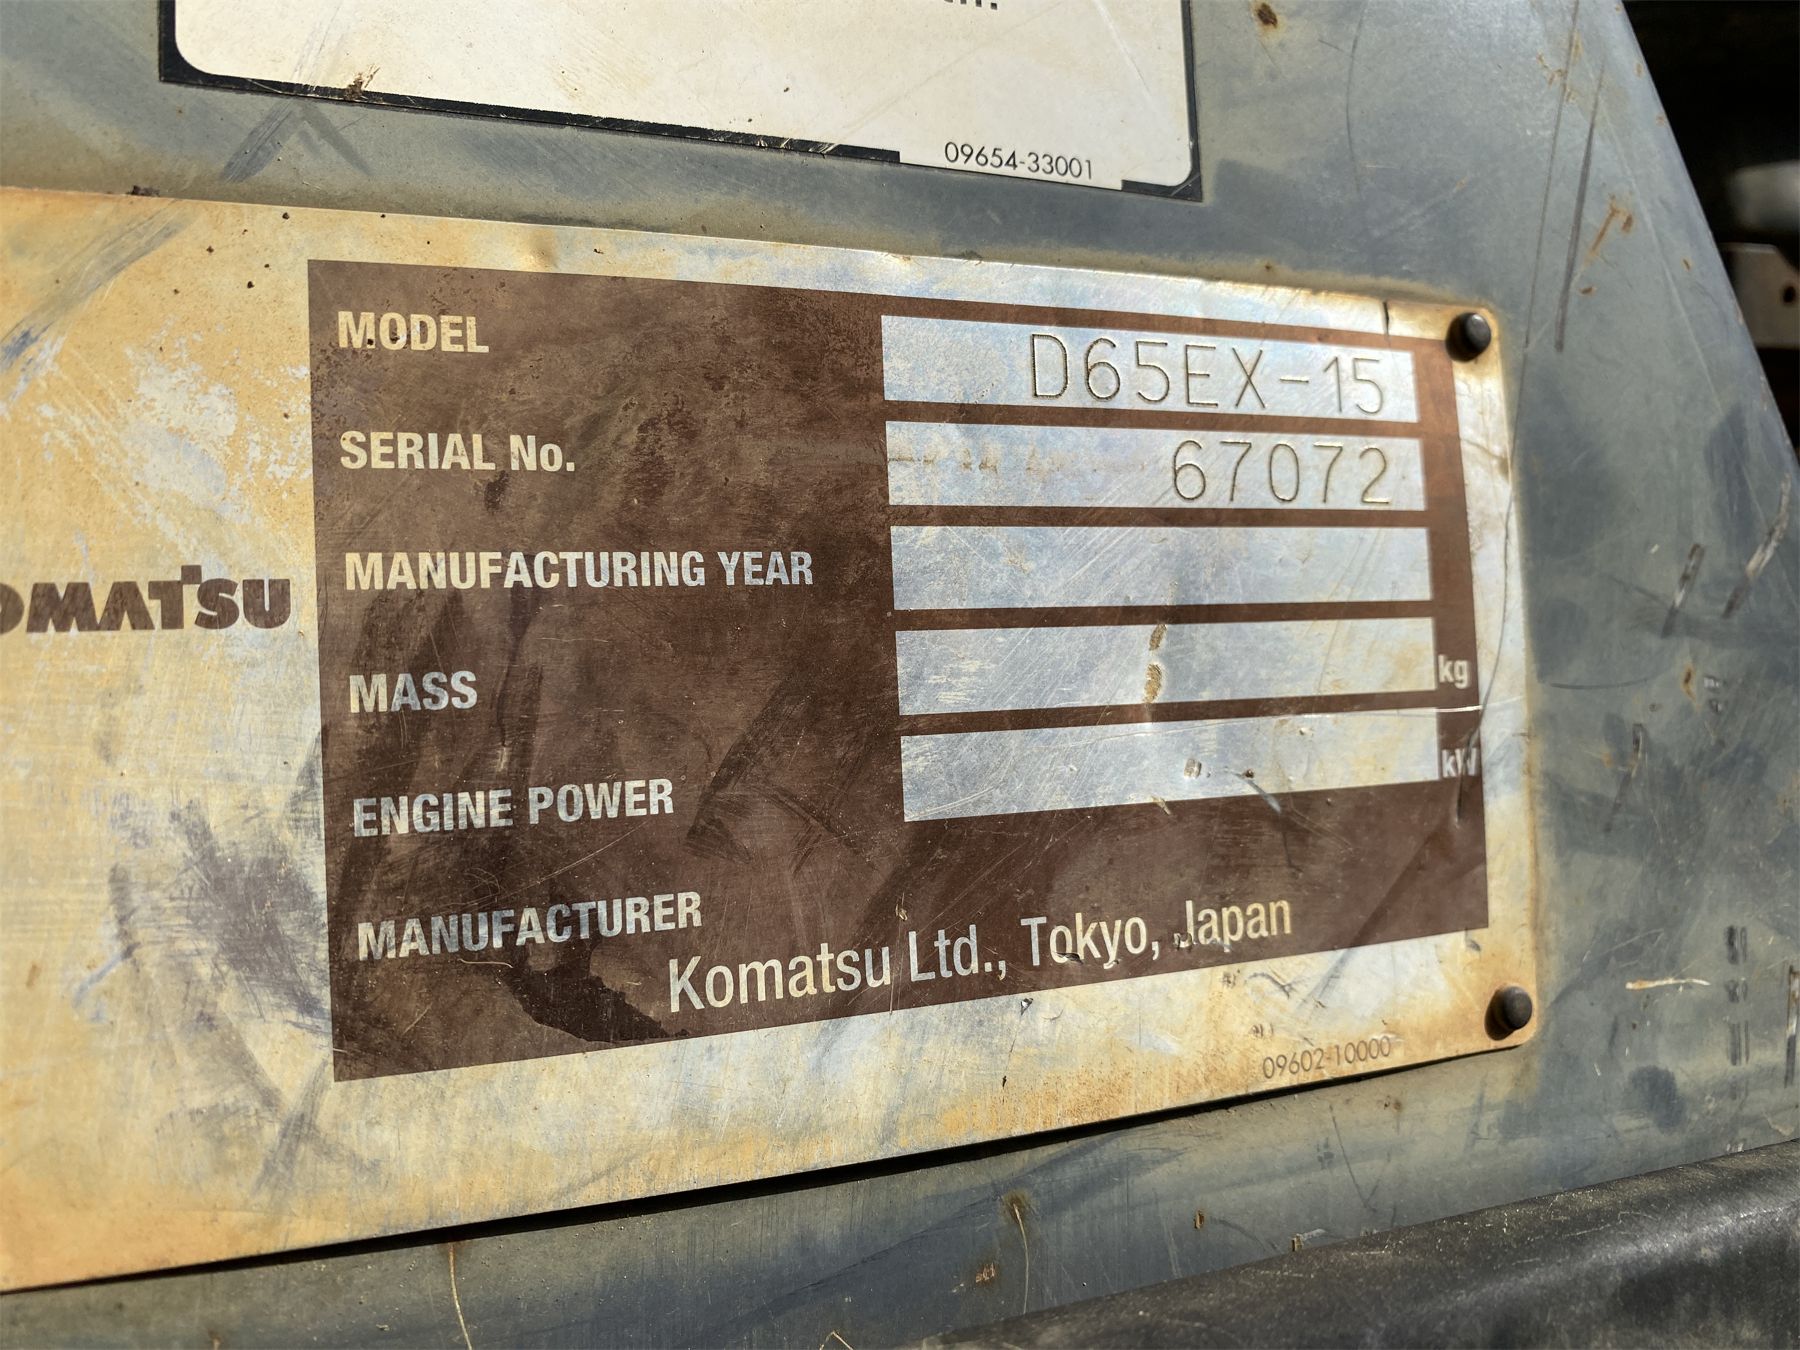 09654-33001
MODEL D65EX-15
SERIAL No. 67072
MANUFACTURING YEAR
OMATSU
MASS kg
ENGINE POWER kW
MANUFACTURER
Komatsu Ltd., Tokyo, Japan
09602-10000